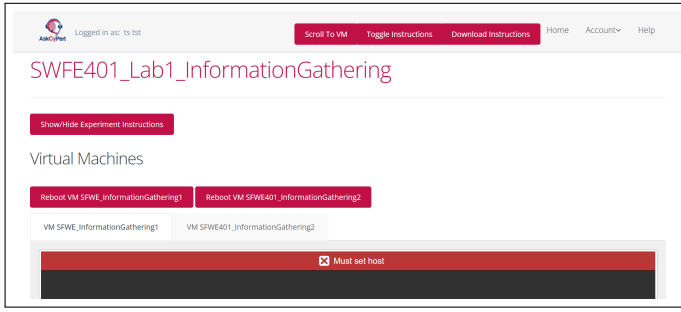 AskCyPert
Logged in as: ts tst
Scroll To VM Toggle Instructions Download Instructions Home Account Help
SWFE401_Lab1_InformationGathering
Show/Hide Experiment Instructions
Virtual Machines
Reboot VM SFWE_InformationGathering1 Reboot VM SFWE401_InformationGathering2
VM SFWE_InformationGathering1 VM SFWE401_InformationGathering2
Must set host